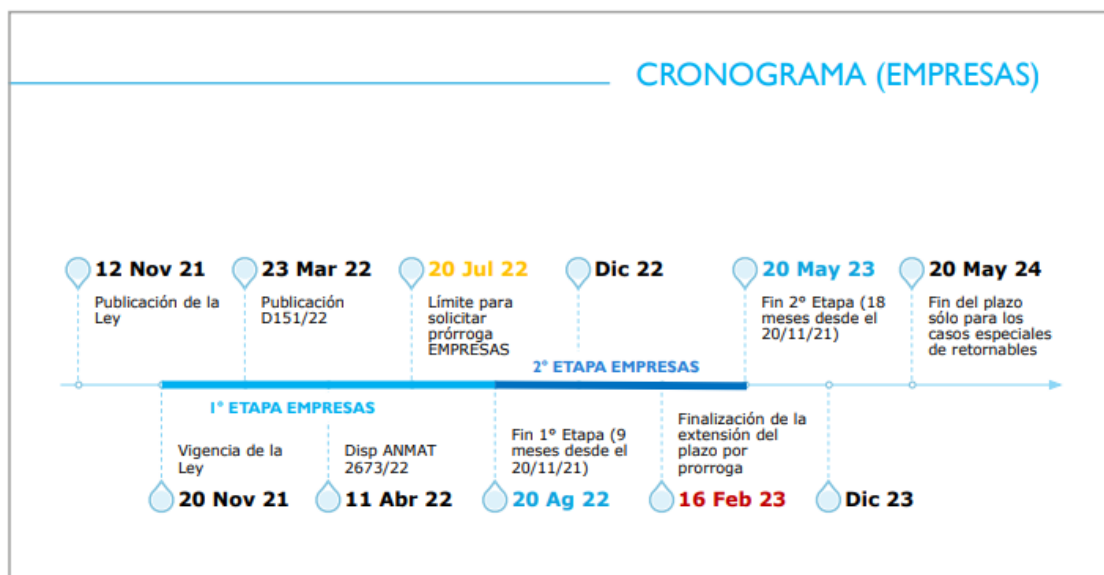 CRONOGRAMA (EMPRESAS)
12 Nov 21
Publicación de la
Ley
23 Mar 22
Publicación
D151/22
20 Jul 22
Límite para
solicitar
prórroga
EMPRESAS
Dic 22
20 May 23
Fin 2° Etapa (18
meses desde el
20/11/21)
20 May 24
Fin del plazo
sólo para los
casos especiales
de retornables
2° ETAPA EMPRESAS
1° ETAPA EMPRESAS
Vigencia de la
Ley
20 Nov 21
Disp ANMAT
2673/22
11 Abr 22
Fin 1° Etapa (9
meses desde el
20/11/21)
20 Ag 22
Finalización de la
extensión del
plazo por
prorroga
16 Feb 23
Dic 23